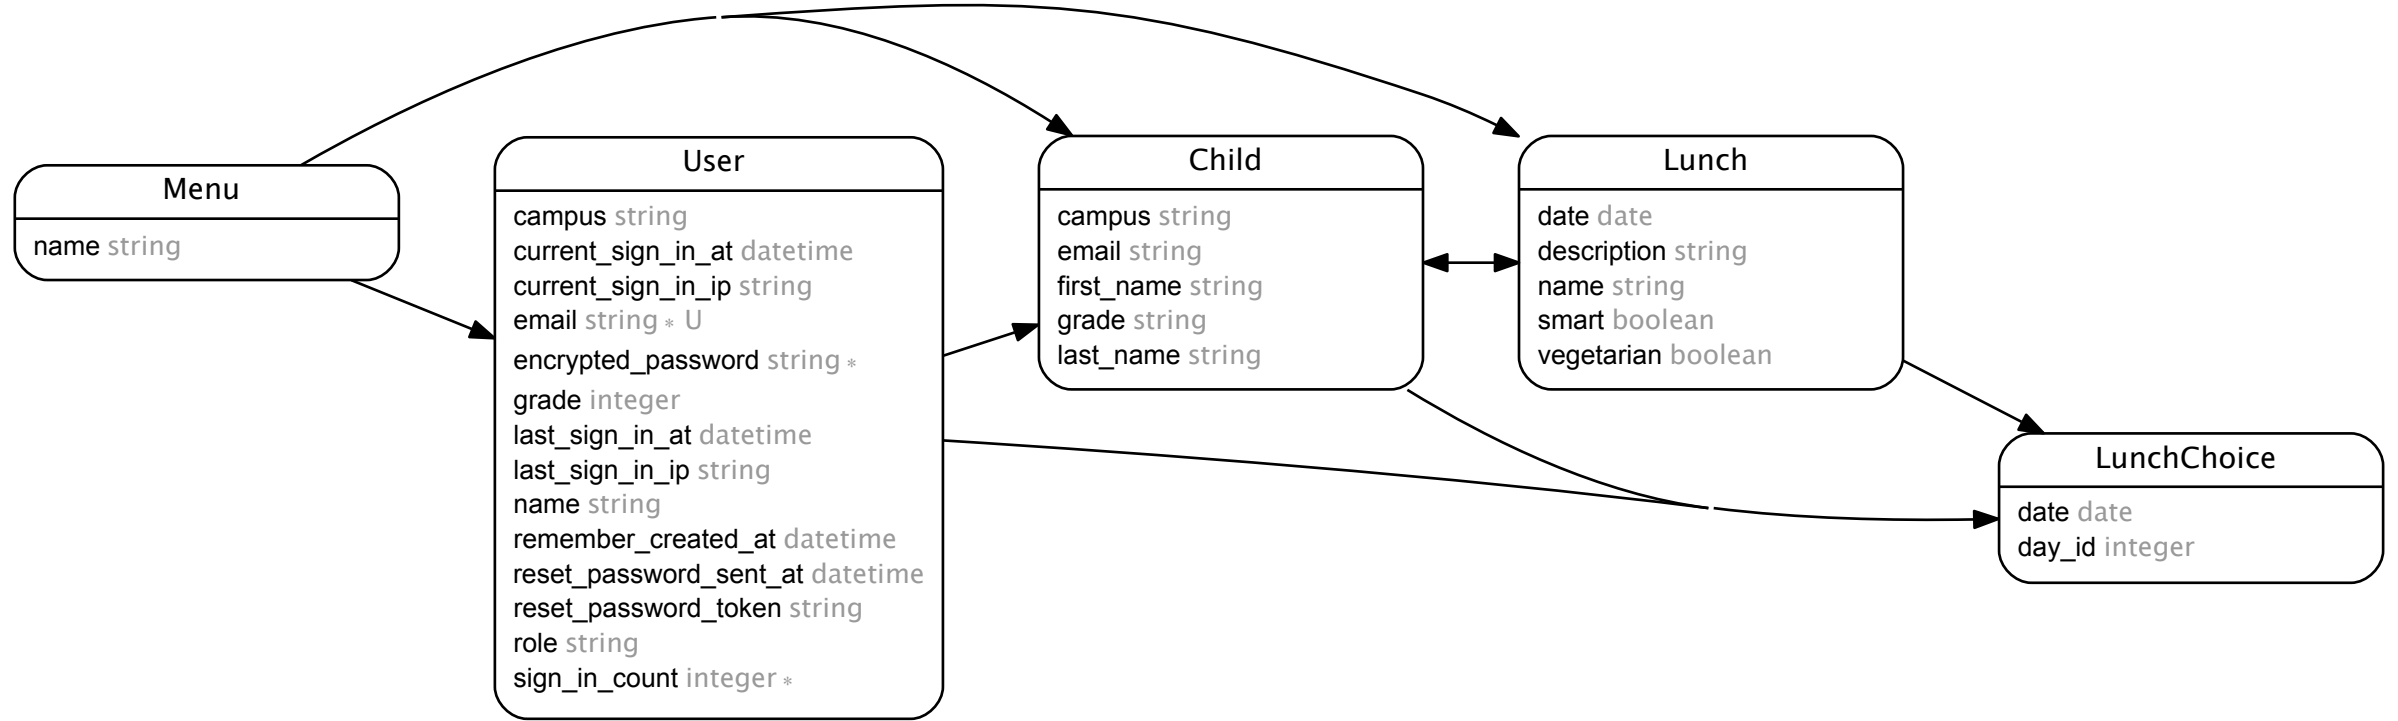 Menu
name string
User
campus string
current_sign_in_at datetime
current_sign_in_ip string
email string * U
encrypted_password string *
grade integer
last_sign_in_at datetime
last_sign_in_ip string
name string
remember_created_at datetime
reset_password_sent_at datetime
reset_password_token string
role string
sign_in_count integer *
Child
campus string
email string
first_name string
grade string
last_name string
Lunch
date date
description string
name string
smart boolean
vegetarian boolean
LunchChoice
date date
day_id integer